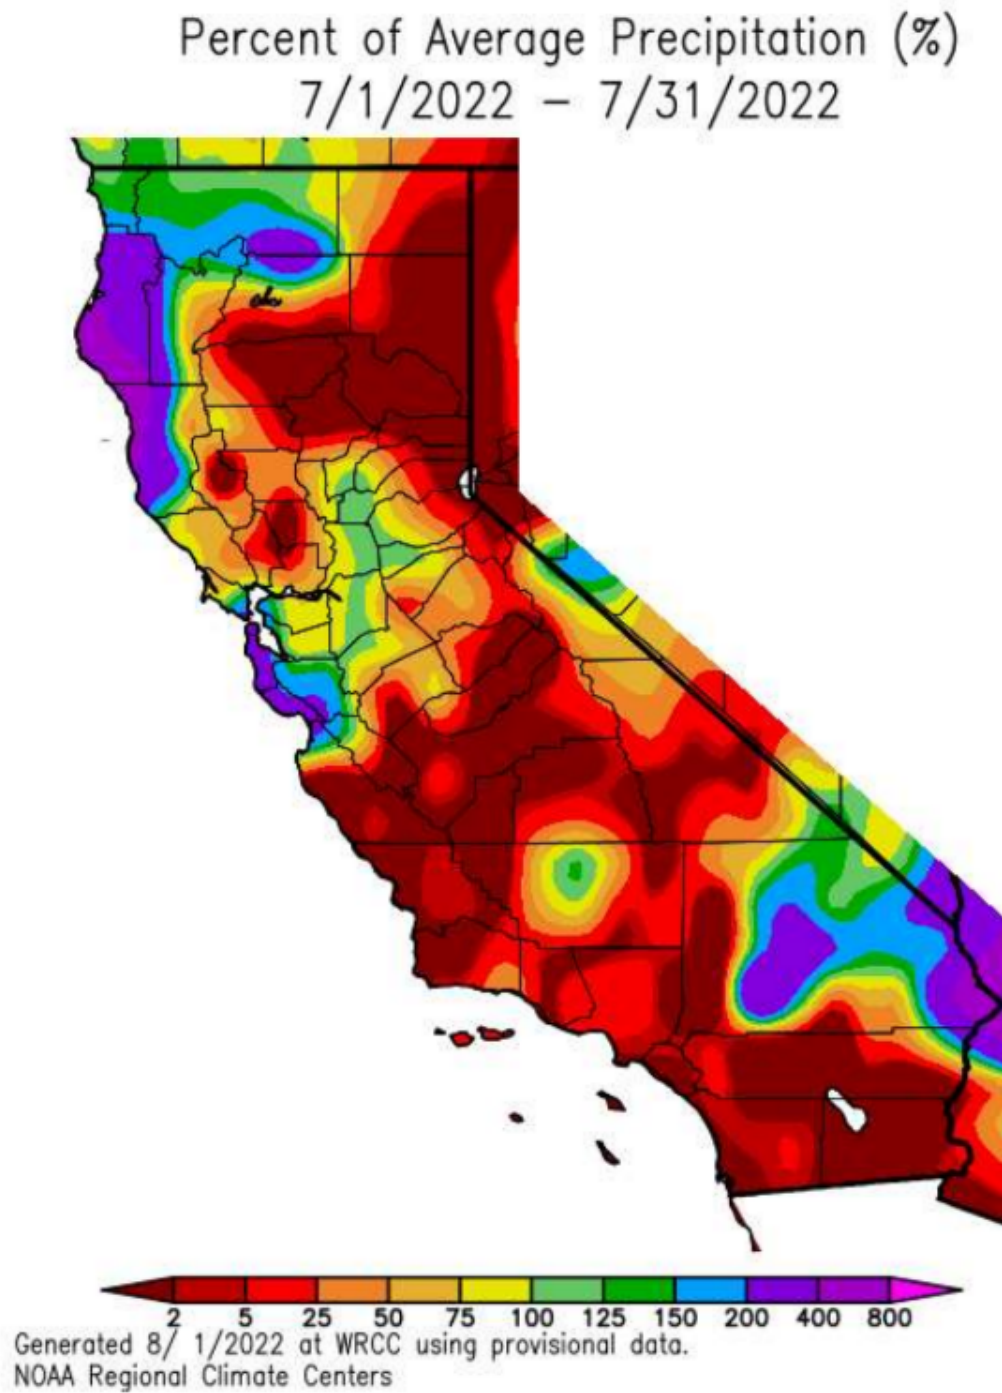 Percent of Average Precipitation (%)
7/1/2022 – 7/31/2022
2 5 25 50 75 100 125 150 200 400 800
Generated 8/ 1/2022 at WRCC using provisional data.
NOAA Regional Climate Centers